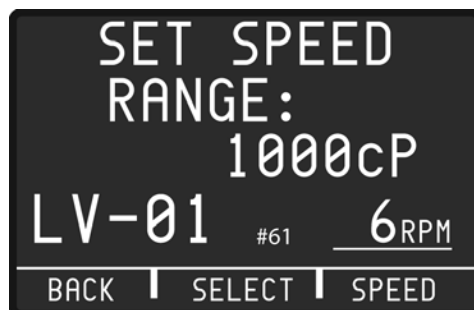 SET SPEED
RANGE:
1000cP
LV-01 #61 6RPM
BACK SELECT SPEED